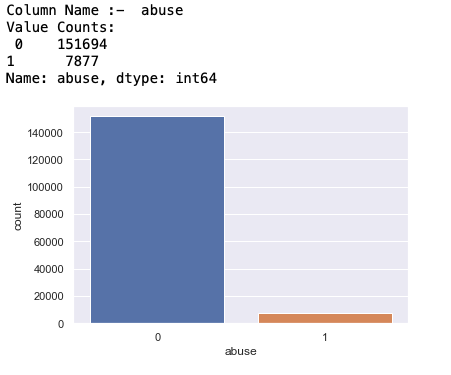 Column Name :-  abuse
Value Counts:
 0    151694
1      7877
Name: abuse, dtype: int64
140000
120000
100000
80000
60000
40000
20000
0
count
0 1
abuse